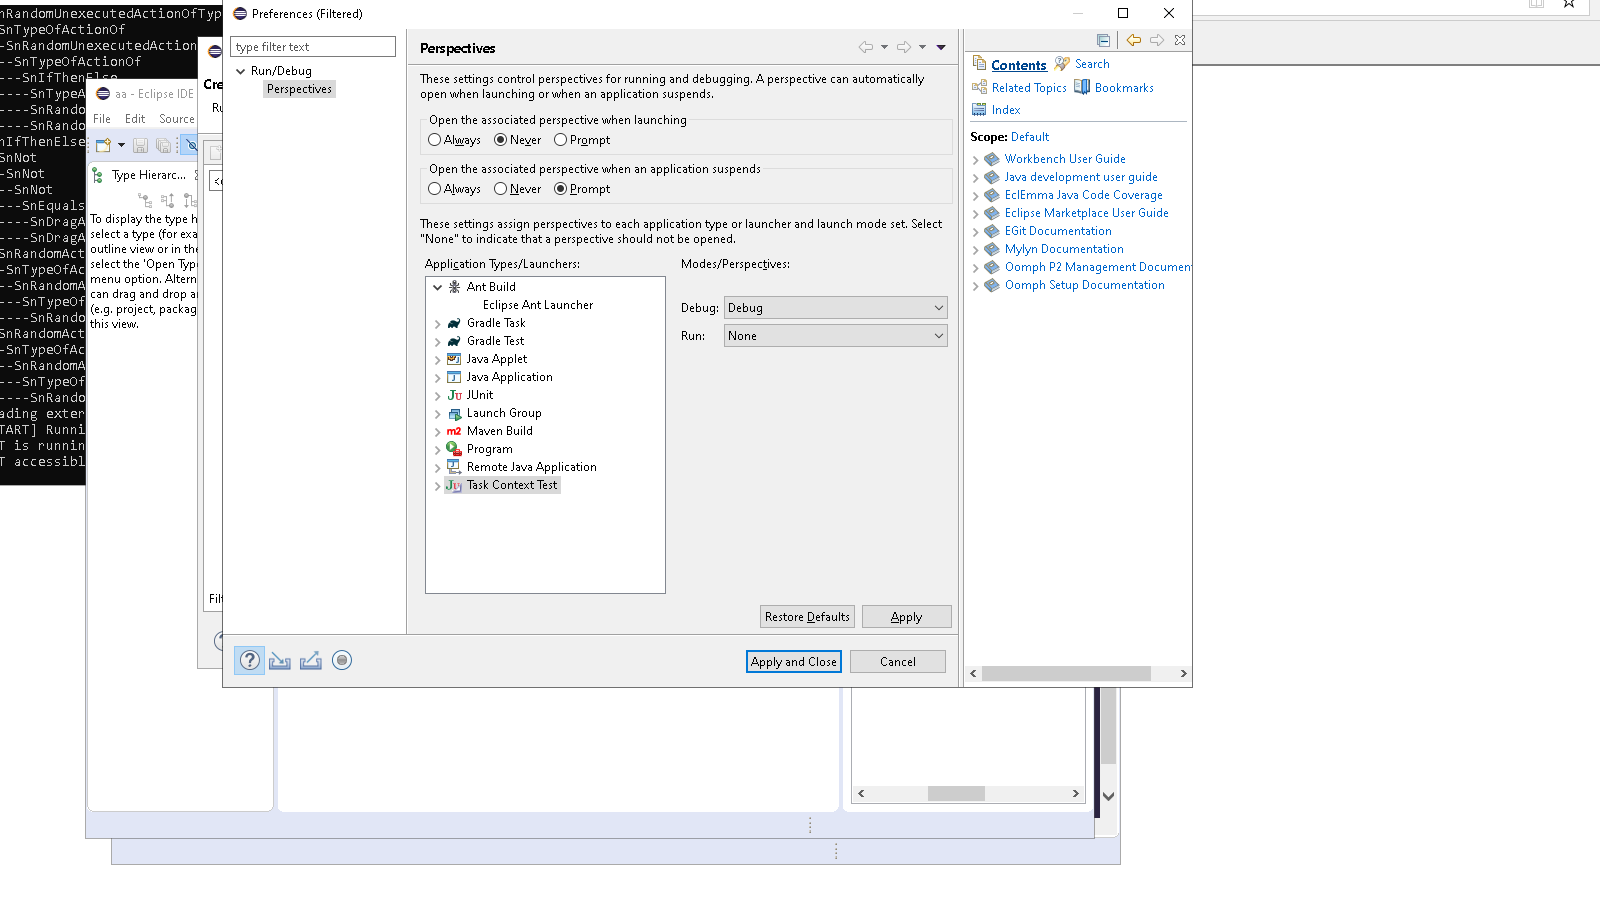 nRandomUnexecutedActionOfType
SnTypeOfActionOf
-SnRandomUnexecutedAction
--SnTypeOfActionOf
---SnIfThenElse
----SnTypeA
----SnRando
----SnRando
nIfThenElse
SnNot
-SnNot
--SnNot
---SnEquals
----SnDragA
----SnDragA
SnRandomAct
-SnTypeOfAc
--SnRandomA
---SnTypeOf
----SnRando
SnRandomAct
-SnTypeOfAc
--SnRandomA
---SnTypeOf
----SnRando
ading exter
TART] Runni
T is runnin
T accessibl
aa - Eclipse IDE
File Edit Source
Type Hierarc...
To display the type h
select a type (for exa
outline view or in the
select the 'Open Type
menu option. Altern
can drag and drop a
(e.g. project, packag
this view.
Cre
Ru
Filt
Preferences (Filtered)
type filter text
Run/Debug
Perspectives
Perspectives
These settings control perspectives for running and debugging. A perspective can automatically
open when launching or when an application suspends.
Open the associated perspective when launching
Always Never Prompt
Open the associated perspective when an application suspends
Always Never Prompt
These settings assign perspectives to each application type or launcher and launch mode set. Select
"None" to indicate that a perspective should not be opened.
Application Types/Launchers:
Modes/Perspectives:
Ant Build
Eclipse Ant Launcher
Gradle Task
Gradle Test
Java Applet
Java Application
JUnit
Launch Group
Maven Build
Program
Remote Java Application
Task Context Test
Debug: Debug
Run: None
Restore Defaults Apply
Apply and Close Cancel
Contents Search
Related Topics Bookmarks
Index
Scope: Default
Workbench User Guide
Java development user guide
EclEmma Java Code Coverage
Eclipse Marketplace User Guide
EGit Documentation
Mylyn Documentation
Oomph P2 Management Documen
Oomph Setup Documentation